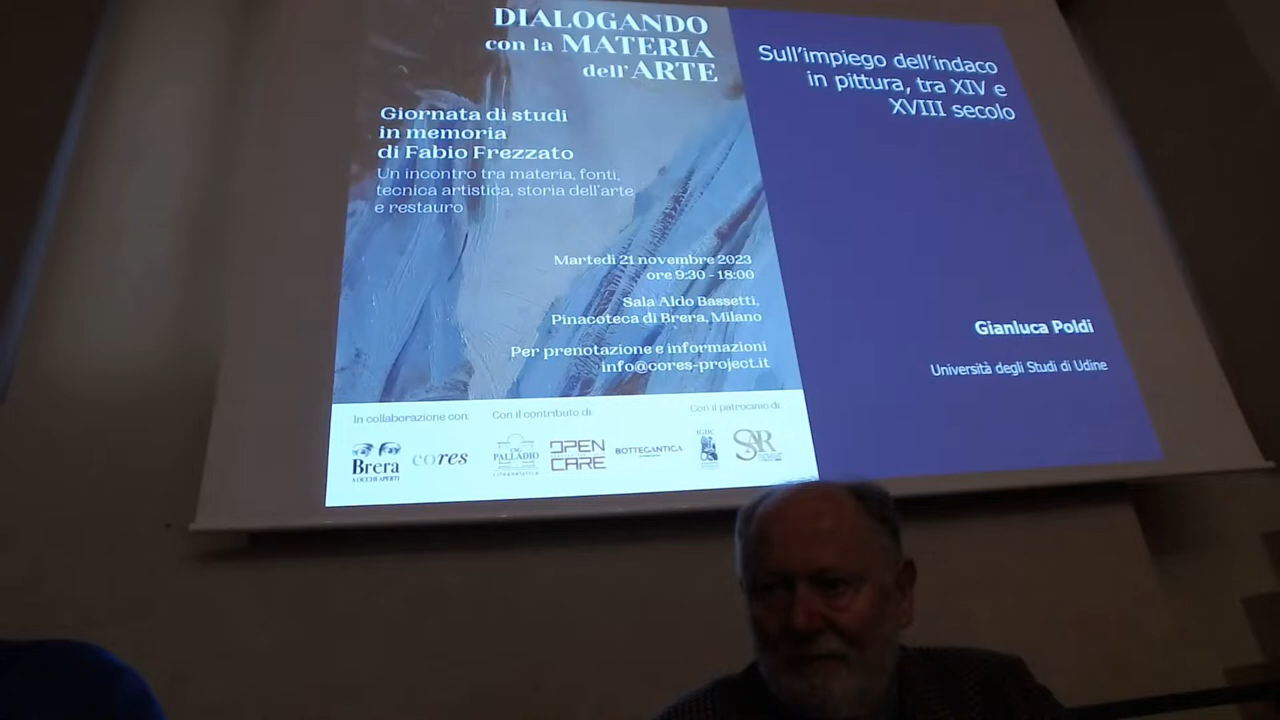 DIALOGANDO
con la MATERIA
dell'ARTE
Giornata di studi
in memoria
di Fabio Frezzato
Un incontro tra materia, fonti,
tecnica artistica, storia dell'arte
e restauro
Martedì 21 novembre 2023
ore 9:30 - 18:00
Sala Aldo Bassetti,
Pinacoteca di Brera, Milano
Per prenotazione e informazioni
info@cores-project.it
In collaborazione con:
Con il contributo di:
Con il patrocinio di:
Brera
A OCCHI APERTI
cores
PALLADIO
OPEN
CARE
BOTTEGANTICA
IGIIC
SAR
Sull'impiego dell'indaco
in pittura, tra XIV e
XVIII secolo
Gianluca Poldi
Università degli Studi di Udine